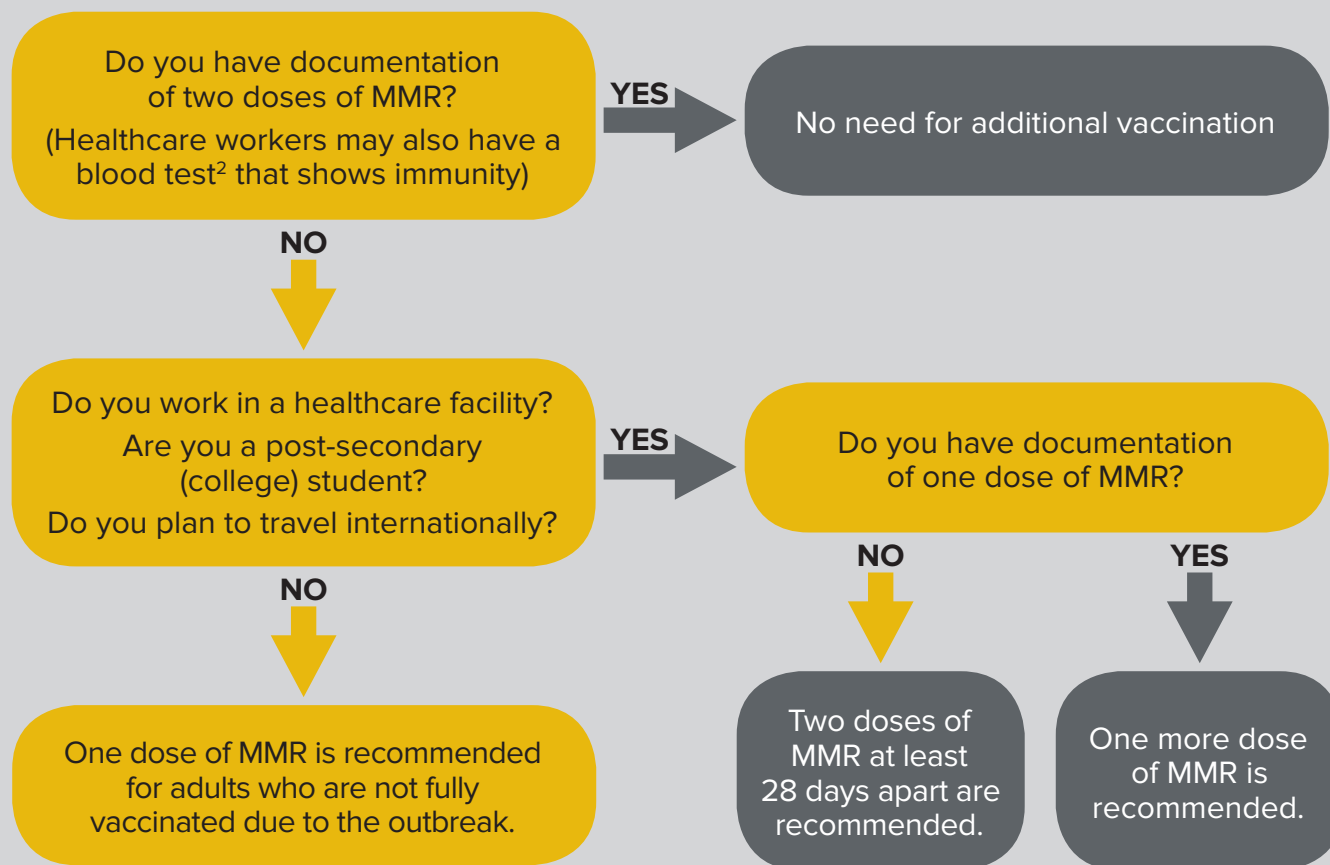 Do you have documentation
of two doses of MMR?
(Healthcare workers may also have a
blood test² that shows immunity)
YES
No need for additional vaccination
NO
Do you work in a healthcare facility?
Are you a post-secondary
(college) student?
Do you plan to travel internationally?
YES
Do you have documentation
of one dose of MMR?
NO
One dose of MMR is recommended
for adults who are not fully
vaccinated due to the outbreak.
NO
Two doses of
MMR at least
28 days apart are
recommended.
YES
One more dose
of MMR is
recommended.